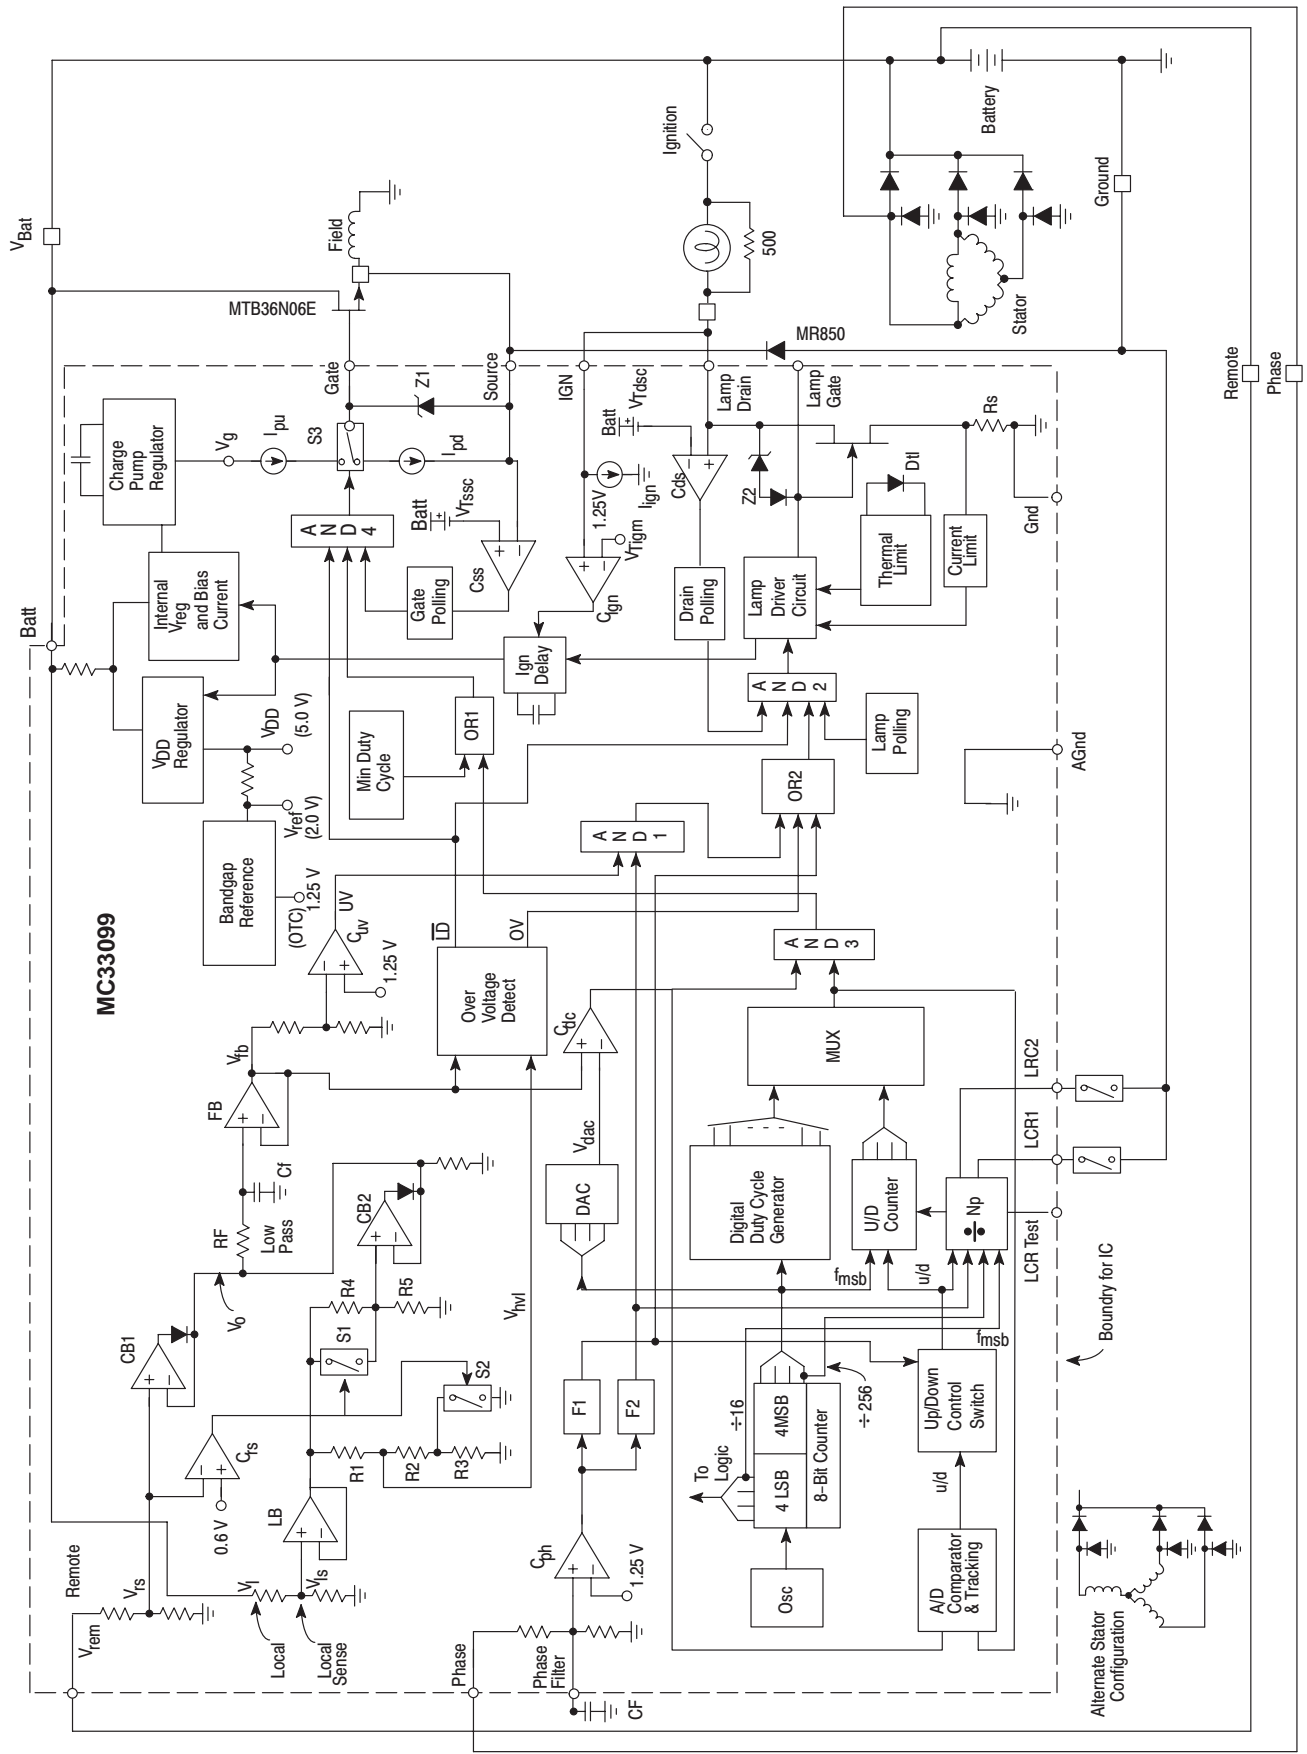 MC33099
VBat
MTB36N06E
Field
Ignition
500
Battery
Ground
Stator
MR850
Remote
Phase
Batt
Gate
Z1
Source
IGN
Lamp
Drain
Lamp
Gate
Charge
Pump
Regulator
Vg
Ipu
S3
Ipd
Batt
VTssc
Css
Batt
VTdsc
1.25V
Iign
VTigm
Cign
Cds
Z2
Rs
Dtl
Gnd
Internal
Vreg
and Bias
Current
A
N
D
4
Gate
Polling
Drain
Polling
Lamp
Driver
Circuit
Thermal
Limit
Current
Limit
VDD
Regulator
VDD
(5.0 V)
Min Duty
Cycle
OR1
Ign
Delay
A
N
D
2
Lamp
Polling
AGnd
Bandgap
Reference
Vref
(2.0 V)
(OTC)
1.25 V
UV
Cuv
1.25 V
A
N
D
1
OR2
LD
OV
Over
Voltage
Detect
A
N
D
3
Vfb
FB
Cdc
MUX
LRC2
LCR1
LCR Test
Vdac
DAC
Digital
Duty Cycle
Generator
U/D
Counter
÷ Np
RF
Low
Pass
Cf
CB2
Vo
CB1
R4
R5
S1
S2
Vhvl
fmsb
u/d
fmsb
Boundry for IC
Crs
0.6 V
LB
R1
R2
R3
F1
F2
÷16
÷256
To
Logic
4 LSB
4MSB
8–Bit Counter
Up/Down
Control
Switch
u/d
Remote
Vrem
Vrs
Vl
Vls
Local
Local
Sense
Cph
1.25 V
Osc
A/D
Comparator
& Tracking
Phase
Phase
Filter
CF
Alternate Stator
Configuration